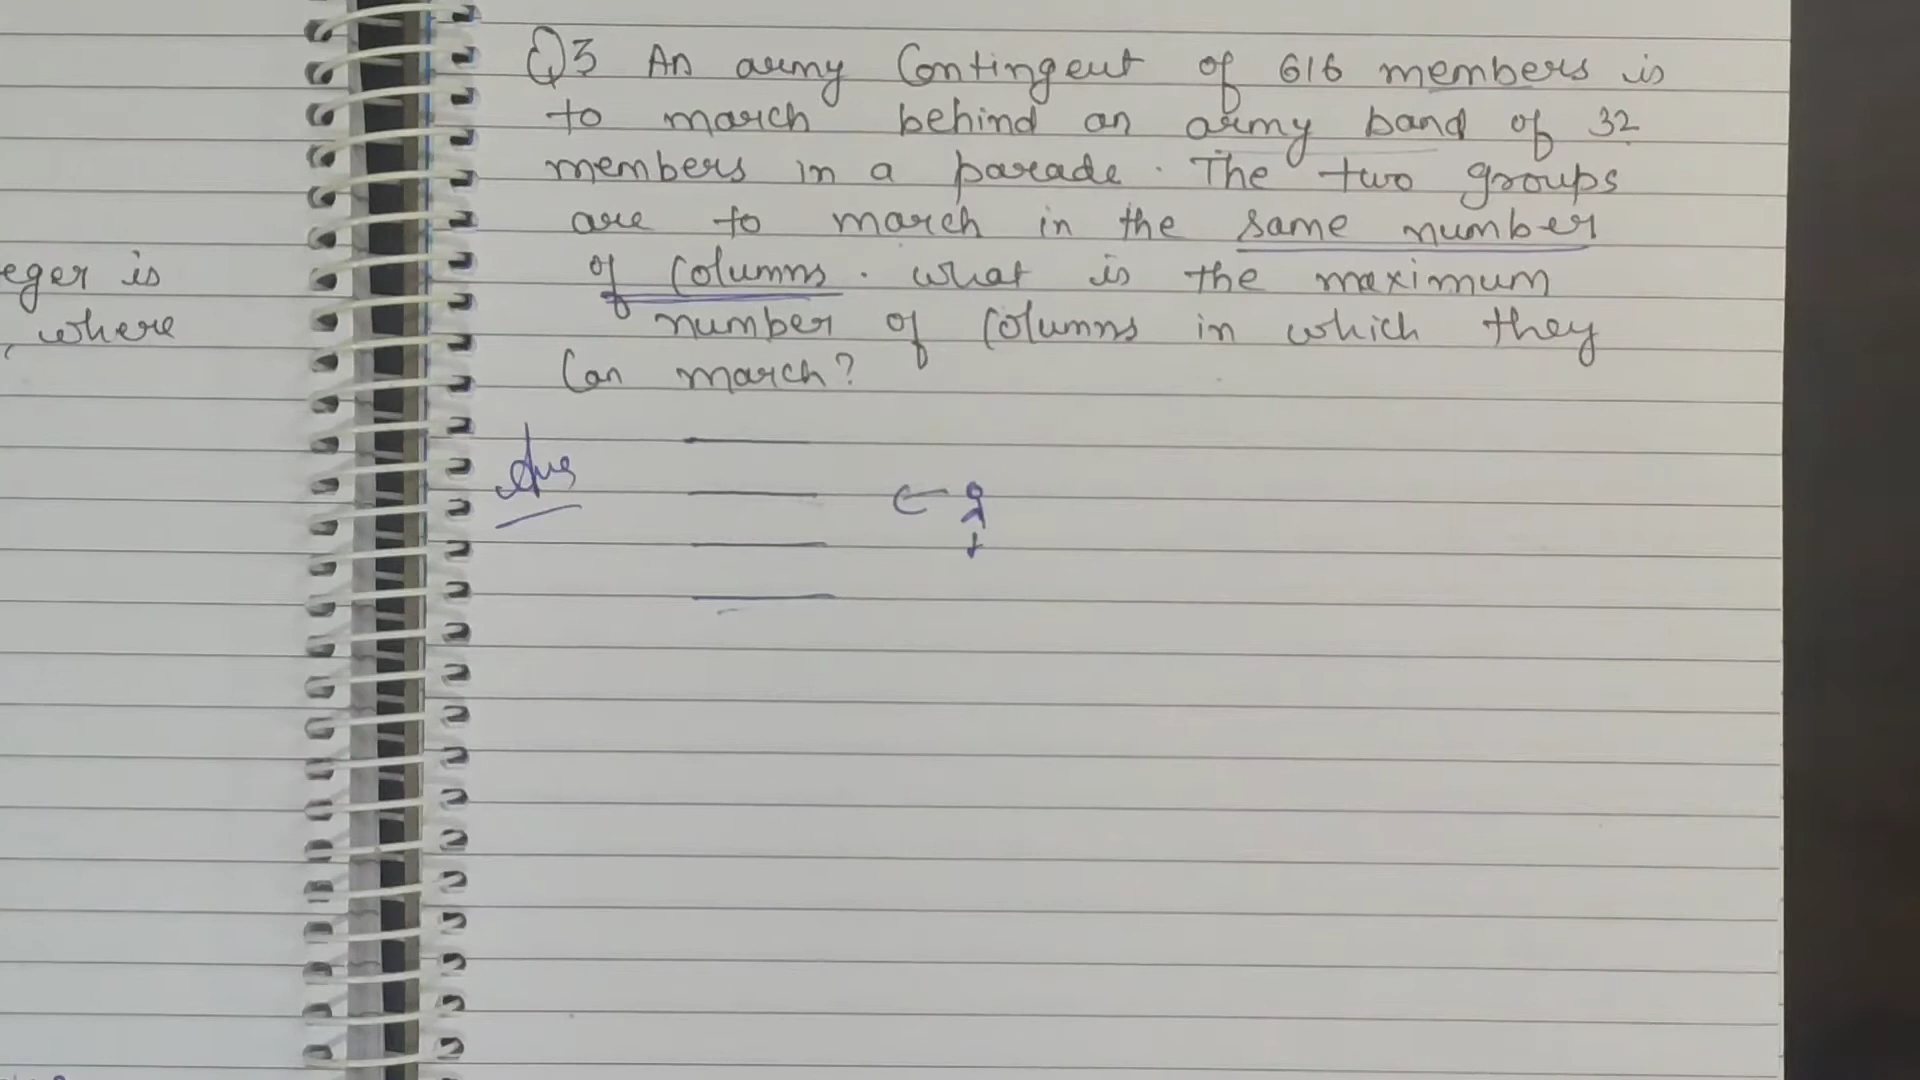 eger is
, where
Q3 An army Contingent of 616 members is
to march behind an army band of 32
members in a parade. The two groups
are to march in the same number
of Columns. what is the maximum
number of Columns in which they
Can march?
Ans